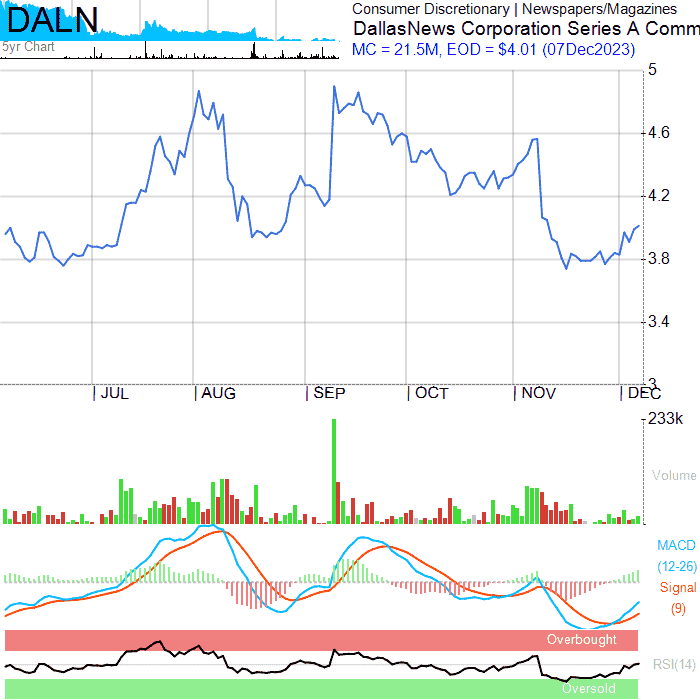 DALN
5yr Chart
Consumer Discretionary | Newspapers/Magazines
DallasNews Corporation Series A Comm
MC = 21.5M, EOD = $4.01 (07Dec2023)
5
4.6
4.2
3.8
3.4
3
JUL AUG SEP OCT NOV DEC
233k
Volume
MACD
(12-26)
Signal
(9)
Overbought
RSI(14)
Oversold